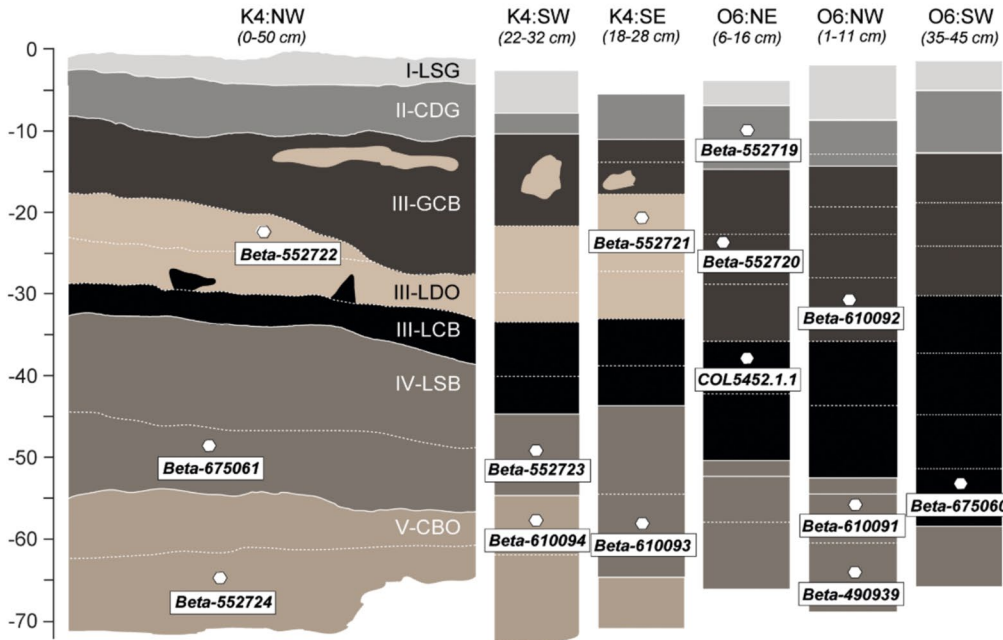 K4:NW
(0-50 cm)
K4:SW
(22-32 cm)
K4:SE
(18-28 cm)
O6:NE
(6-16 cm)
O6:NW
(1-11 cm)
O6:SW
(35-45 cm)
0
-10
-20
-30
-40
-50
-60
-70
I-LSG
II-CDG
III-GCB
Beta-552722
III-LDO
III-LCB
IV-LSB
Beta-675061
V-CBO
Beta-552724
Beta-552723
Beta-610094
Beta-552721
Beta-610093
Beta-552719
Beta-552720
COL5452.1.1
Beta-610092
Beta-610091
Beta-490939
Beta-675060